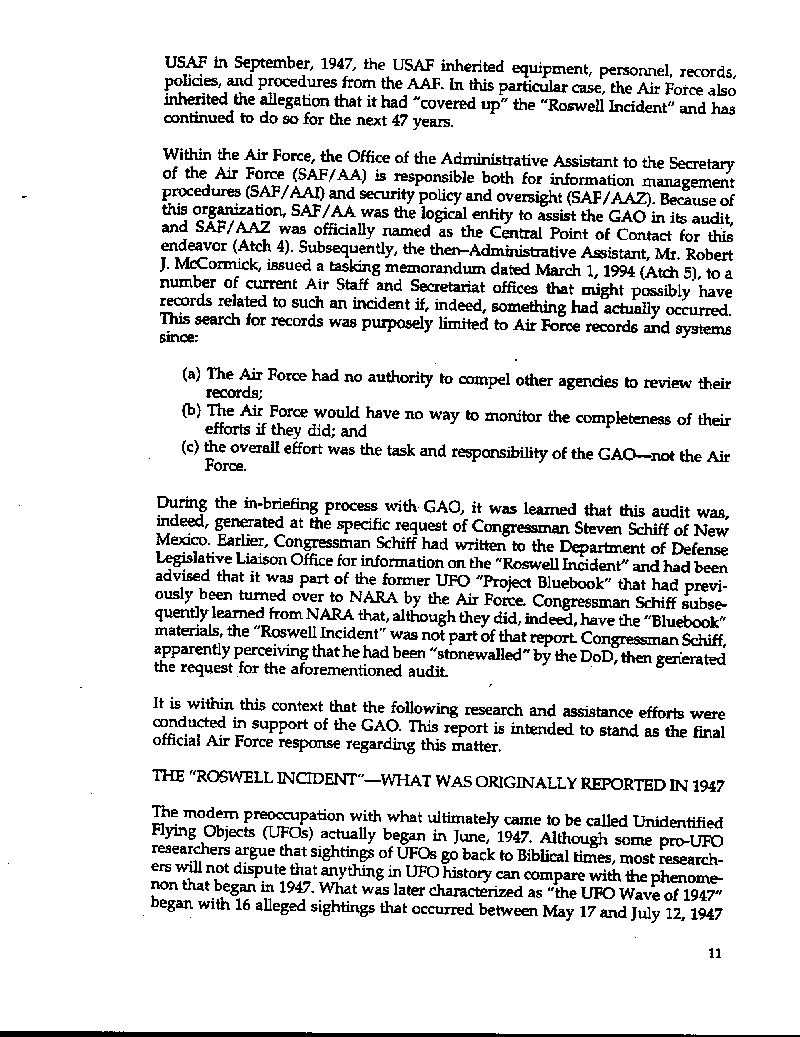 USAF in September, 1947, the USAF inherited equipment, personnel, records,
policies, and procedures from the AAF. In this particular case, the Air Force also
inherited the allegation that it had "covered up" the "Roswell Incident" and has
continued to do so for the next 47 years.
Within the Air Force, the Office of the Administrative Assistant to the Secretary
of the Air Force (SAF/AA) is responsible both for information management
procedures (SAF/AAI) and security policy and oversight (SAF/AAZ). Because of
this organization, SAF/AA was the logical entity to assist the GAO in its audit,
and SAF/AAZ was officially named as the Central Point of Contact for this
endeavor (Atch 4). Subsequently, the then—Administrative Assistant, Mr. Robert
J. McCormick, issued a tasking memorandum dated March 1, 1994 (Atch 5), to a
number of current Air Staff and Secretariat offices that might possibly have
records related to such an incident if, indeed, something had actually occurred.
This search for records was purposely limited to Air Force records and systems
since:
(a) The Air Force had no authority to compel other agencies to review their
records;
(b) The Air Force would have no way to monitor the completeness of their
efforts if they did; and
(c) the overall effort was the task and responsibility of the GAO—not the Air
Force.
During the in-briefing process with GAO, it was learned that this audit was,
indeed, generated at the specific request of Congressman Steven Schiff of New
Mexico. Earlier, Congressman Schiff had written to the Department of Defense
Legislative Liaison Office for information on the "Roswell Incident" and had been
advised that it was part of the former UFO "Project Bluebook" that had previ-
ously been turned over to NARA by the Air Force. Congressman Schiff subse-
quently learned from NARA that, although they did, indeed, have the "Bluebook"
materials, the "Roswell Incident" was not part of that report. Congressman Schiff,
apparently perceiving that he had been "stonewalled" by the DoD, then generated
the request for the aforementioned audit.
It is within this context that the following research and assistance efforts were
conducted in support of the GAO. This report is intended to stand as the final
official Air Force response regarding this matter.
THE "ROSWELL INCIDENT"—WHAT WAS ORIGINALLY REPORTED IN 1947
The modern preoccupation with what ultimately came to be called Unidentified
Flying Objects (UFOs) actually began in June, 1947. Although some pro-UFO
researchers argue that sightings of UFOs go back to Biblical times, most research-
ers will not dispute that anything in UFO history can compare with the phenome-
non that began in 1947. What was later characterized as "the UFO Wave of 1947"
began with 16 alleged sightings that occurred between May 17 and July 12, 1947
11